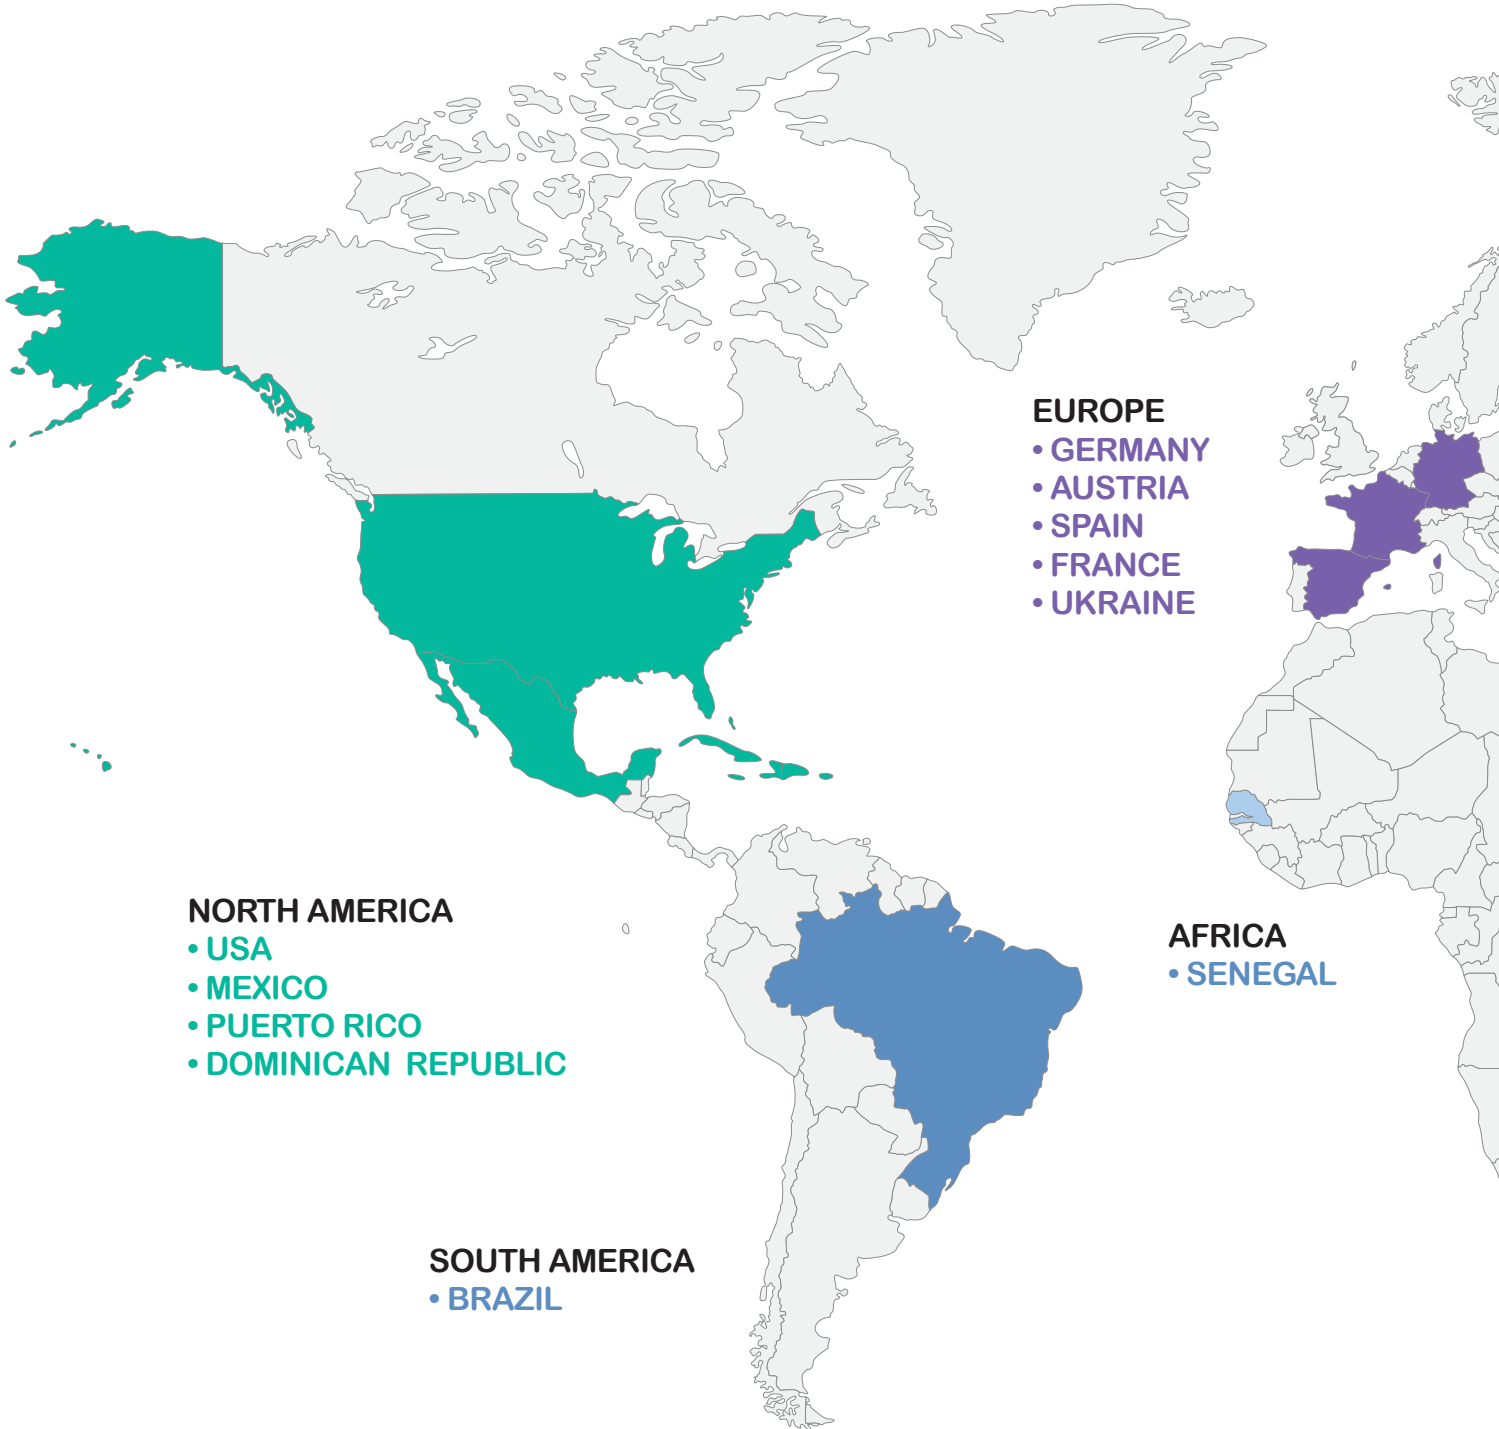 EUROPE
• GERMANY
• AUSTRIA
• SPAIN
• FRANCE
• UKRAINE
NORTH AMERICA
• USA
• MEXICO
• PUERTO RICO
• DOMINICAN REPUBLIC
AFRICA
• SENEGAL
SOUTH AMERICA
• BRAZIL